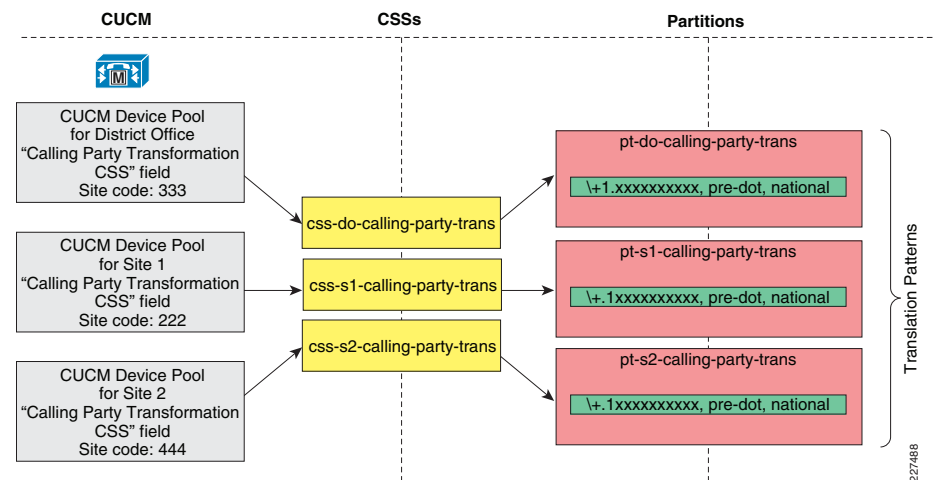 CUCM
CSSs
Partitions
M
CUCM Device Pool
for District Office
“Calling Party Transformation
CSS” field
Site code: 333
CUCM Device Pool
for Site 1
“Calling Party Transformation
CSS” field
Site code: 222
CUCM Device Pool
for Site 2
“Calling Party Transformation
CSS” field
Site code: 444
css-do-calling-party-trans
css-s1-calling-party-trans
css-s2-calling-party-trans
pt-do-calling-party-trans
\+1.xxxxxxxxxx, pre-dot, national
pt-s1-calling-party-trans
\+.1xxxxxxxxxx, pre-dot, national
pt-s2-calling-party-trans
\+.1xxxxxxxxxx, pre-dot, national
Translation Patterns
227488